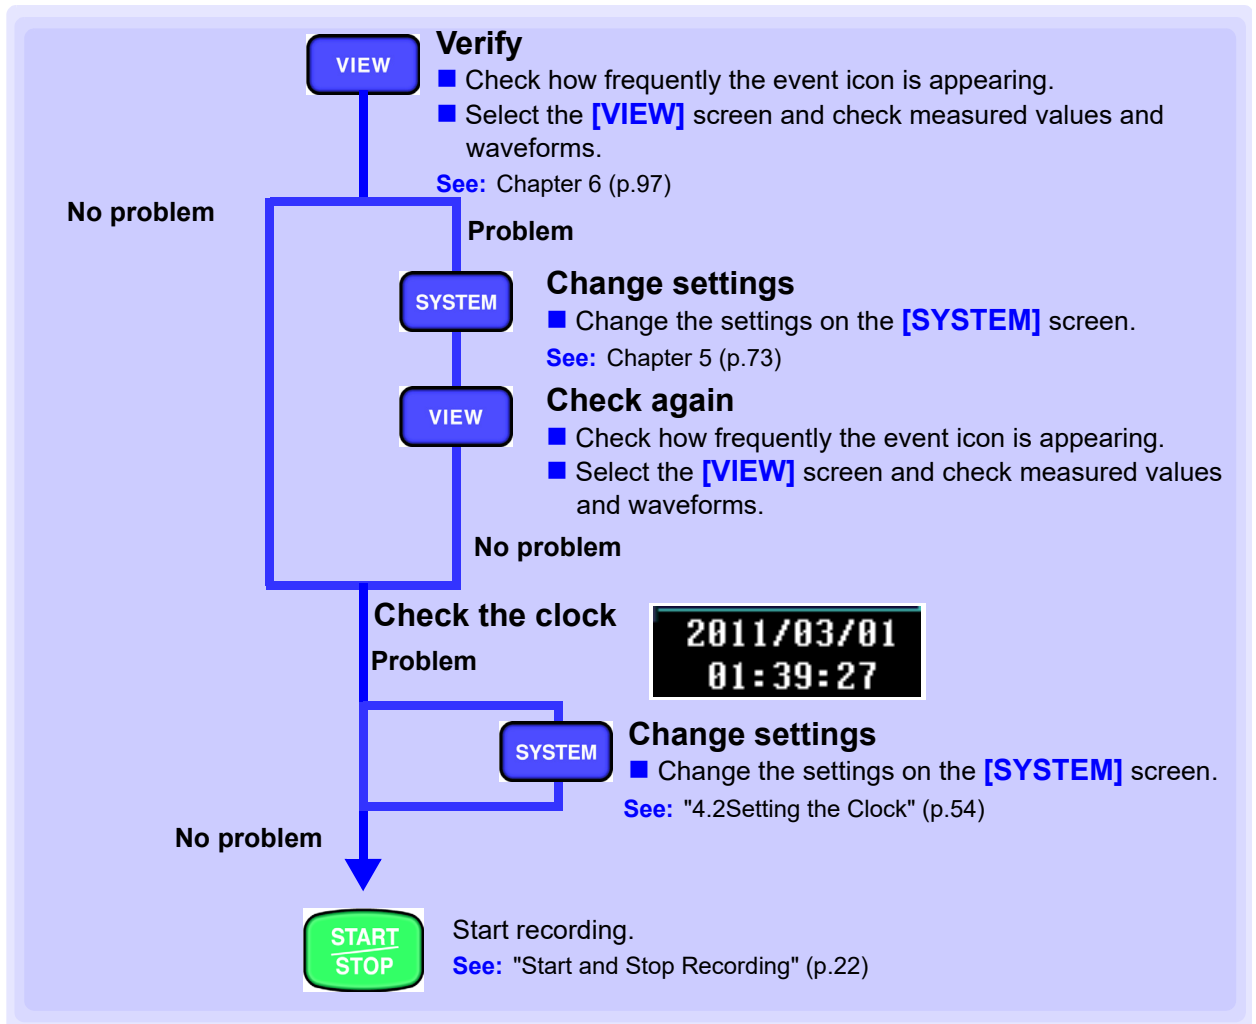 VIEW
Verify
Check how frequently the event icon is appearing.
Select the [VIEW] screen and check measured values and
waveforms.
See: Chapter 6 (p.97)
No problem
Problem
SYSTEM
Change settings
Change the settings on the [SYSTEM] screen.
See: Chapter 5 (p.73)
VIEW
Check again
Check how frequently the event icon is appearing.
Select the [VIEW] screen and check measured values
and waveforms.
No problem
Check the clock
2011/03/01
01:39:27
Problem
SYSTEM
Change settings
Change the settings on the [SYSTEM] screen.
See: "4.2Setting the Clock" (p.54)
No problem
START
STOP
Start recording.
See: "Start and Stop Recording" (p.22)